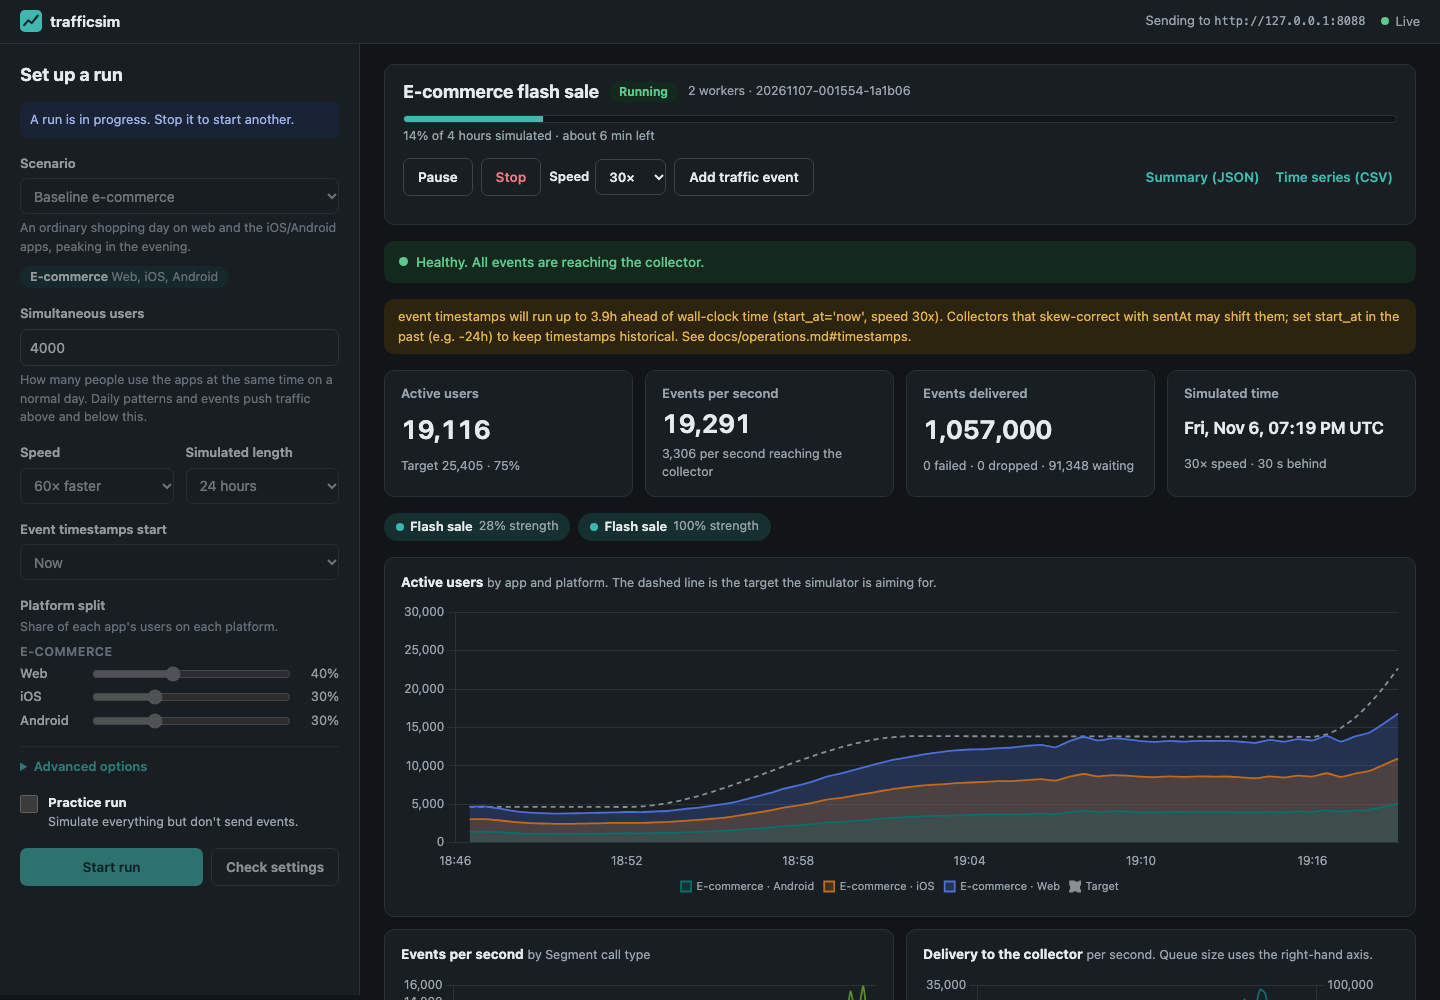 trafficsim
Sending to http://127.0.0.1:8088 Live
Set up a run
A run is in progress. Stop it to start another.
Scenario
Baseline e-commerce
An ordinary shopping day on web and the iOS/Android
apps, peaking in the evening.
E-commerce Web, iOS, Android
Simultaneous users
4000
How many people use the apps at the same time on a
normal day. Daily patterns and events push traffic
above and below this.
Speed Simulated length
60× faster 24 hours
Event timestamps start
Now
Platform split
Share of each app's users on each platform.
E-COMMERCE
Web 40%
iOS 30%
Android 30%
Advanced options
Practice run
Simulate everything but don't send events.
Start run Check settings
E-commerce flash sale Running 2 workers · 20261107-001554-1a1b06
14% of 4 hours simulated · about 6 min left
Pause Stop Speed 30× Add traffic event Summary (JSON) Time series (CSV)
Healthy. All events are reaching the collector.
event timestamps will run up to 3.9h ahead of wall-clock time (start_at='now', speed 30x). Collectors that skew-correct with sentAt may shift them; set start_at in the
past (e.g. -24h) to keep timestamps historical. See docs/operations.md#timestamps.
Active users
19,116
Target 25,405 · 75%
Events per second
19,291
3,306 per second reaching the
collector
Events delivered
1,057,000
0 failed · 0 dropped · 91,348 waiting
Simulated time
Fri, Nov 6, 07:19 PM UTC
30× speed · 30 s behind
Flash sale 28% strength Flash sale 100% strength
Active users by app and platform. The dashed line is the target the simulator is aiming for.
30,000
25,000
20,000
15,000
10,000
5,000
0
18:46 18:52 18:58 19:04 19:10 19:16
E-commerce · Android E-commerce · iOS E-commerce · Web Target
Events per second by Segment call type
16,000
Delivery to the collector per second. Queue size uses the right-hand axis.
35,000 100,000